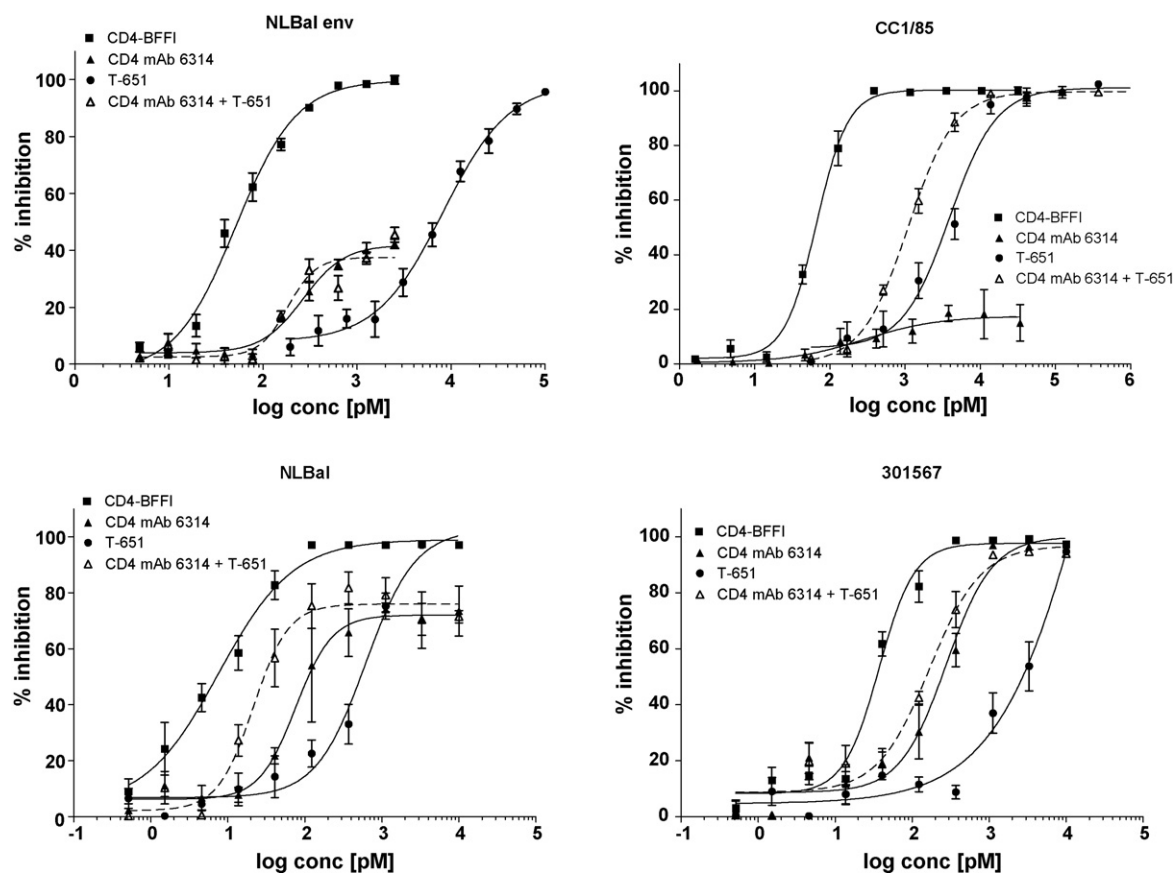 NLBal env
CD4-BFFI
CD4 mAb 6314
T-651
CD4 mAb 6314 + T-651
100
80
60
40
20
0
% inhibition
0
1
2
3
4
5
log conc [pM]
CC1/85
100
80
60
40
20
0
% inhibition
CD4-BFFI
CD4 mAb 6314
T-651
CD4 mAb 6314 + T-651
0
1
2
3
4
5
6
log conc [pM]
NLBal
CD4-BFFI
CD4 mAb 6314
T-651
CD4 mAb 6314 + T-651
100
80
60
40
20
0
% inhibition
-1
0
1
2
3
4
5
log conc [pM]
301567
CD4-BFFI
CD4 mAb 6314
T-651
CD4 mAb 6314 + T-651
100
80
60
40
20
0
% inhibition
-1
0
1
2
3
4
5
log conc [pM]